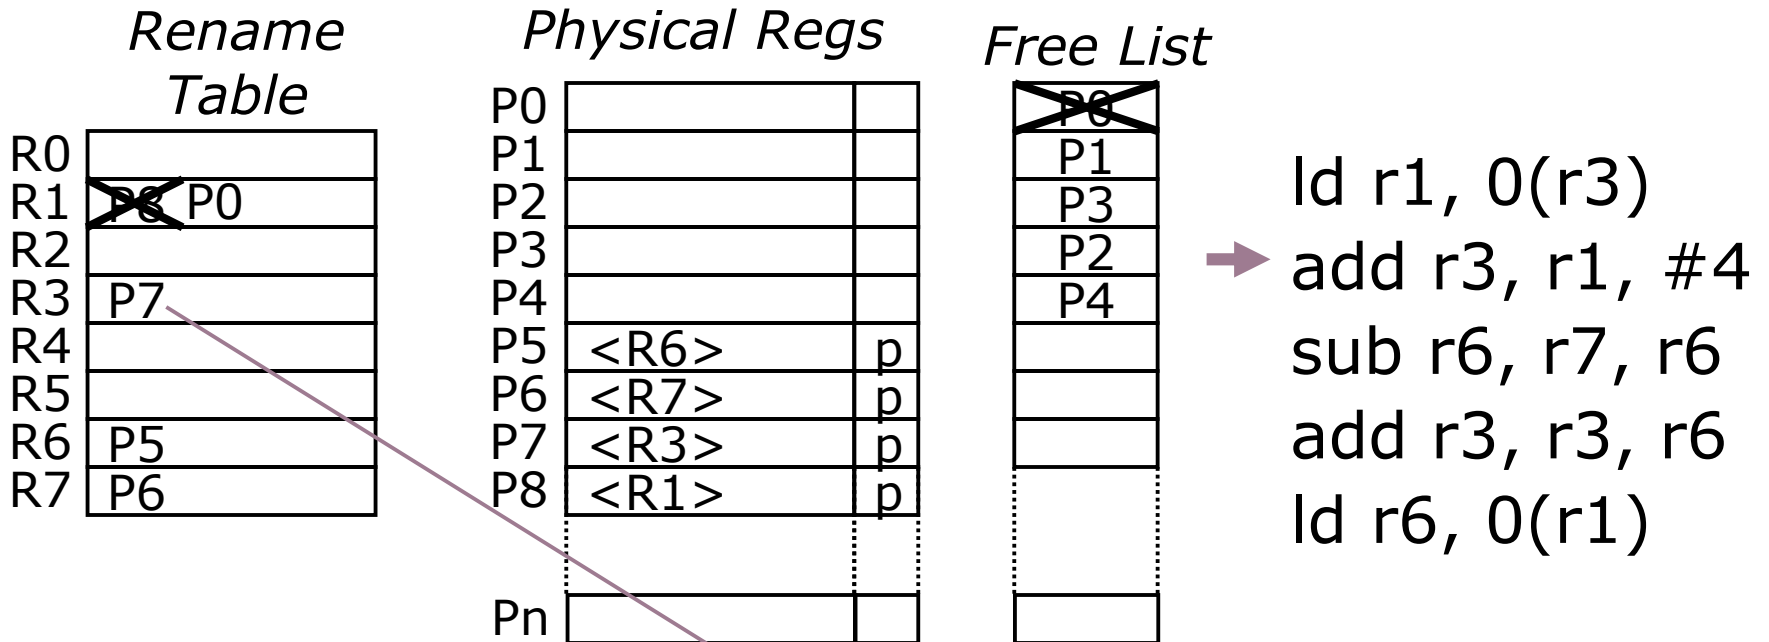 Rename
Table
R0
R1 P8 P0
R2
R3 P7
R4
R5
R6 P5
R7 P6
Physical Regs
P0
P1
P2
P3
P4
P5 <R6> p
P6 <R7> p
P7 <R3> p
P8 <R1> p
Pn
Free List
P0
P1
P3
P2
P4
ld r1, 0(r3)
add r3, r1, #4
sub r6, r7, r6
add r3, r3, r6
ld r6, 0(r1)